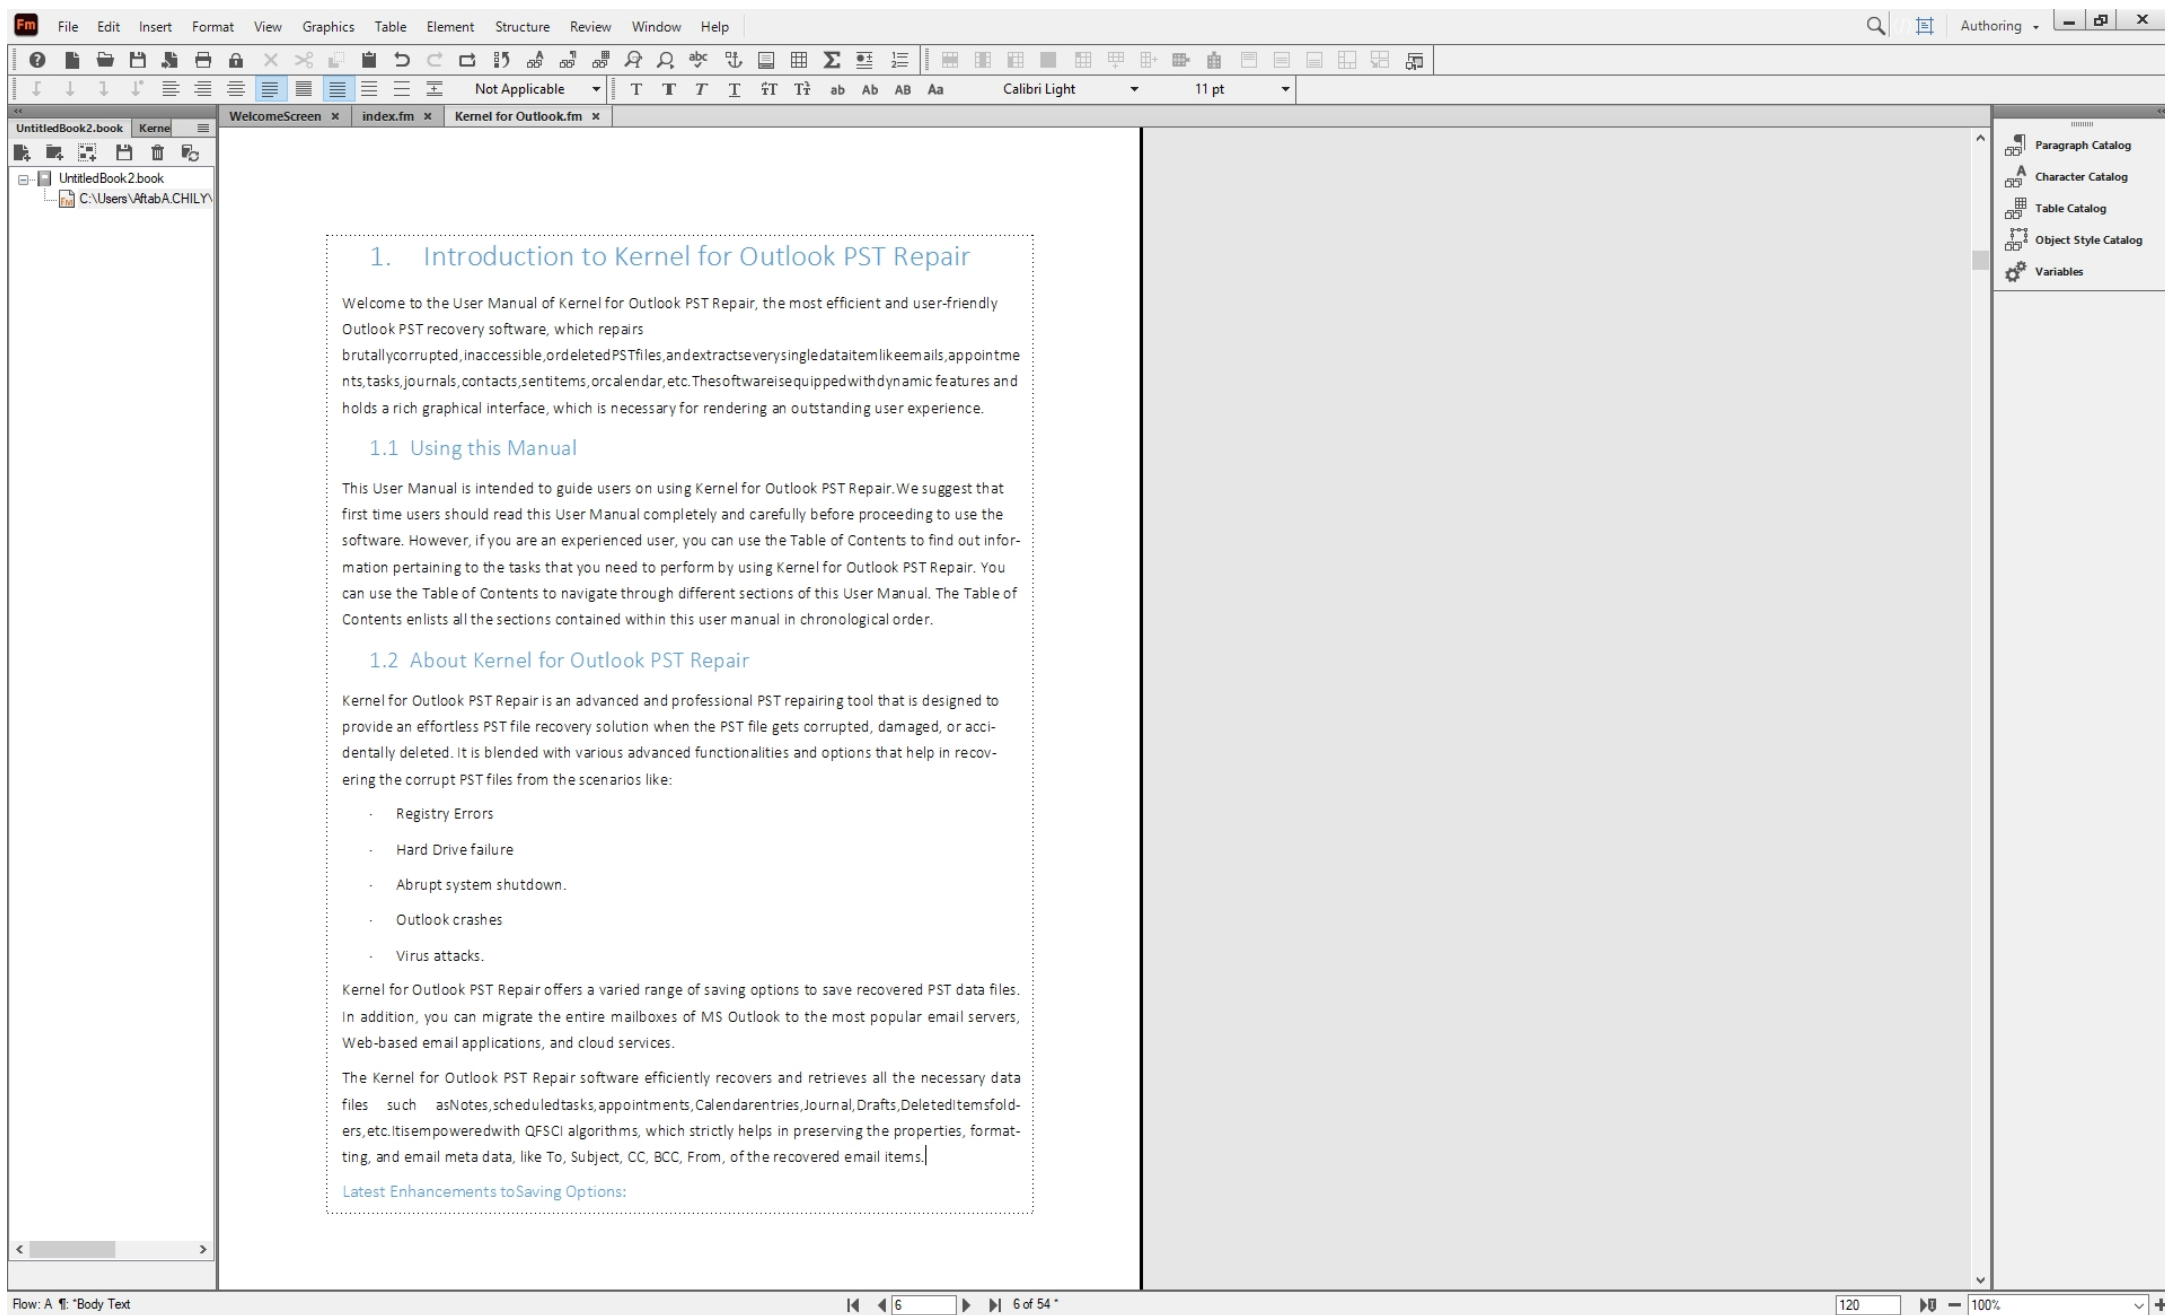 Fm File Edit Insert Format View Graphics Table Element Structure Review Window Help Authoring
Not Applicable T T T T ab Ab AB Aa Calibri Light 11 pt
UntitledBook2.book Kerne WelcomeScreen × index.fm × Kernel for Outlook.fm ×
UntitledBook2.book
C:\Users\AftabA.CHILY\
Paragraph Catalog
Character Catalog
Table Catalog
Object Style Catalog
Variables
1. Introduction to Kernel for Outlook PST Repair
Welcome to the User Manual of Kernel for Outlook PST Repair, the most efficient and user-friendly
Outlook PST recovery software, which repairs
brutallycorrupted,inaccessible,ordeletedPSTfiles,andextractseverysingledataitemlikeemails,appointme
nts,tasks,journals,contacts,sentitems,orcalendar,etc.Thesoftwareisequippedwithdynamic features and
holds a rich graphical interface, which is necessary for rendering an outstanding user experience.
1.1 Using this Manual
This User Manual is intended to guide users on using Kernel for Outlook PST Repair. We suggest that
first time users should read this User Manual completely and carefully before proceeding to use the
software. However, if you are an experienced user, you can use the Table of Contents to find out infor-
mation pertaining to the tasks that you need to perform by using Kernel for Outlook PST Repair. You
can use the Table of Contents to navigate through different sections of this User Manual. The Table of
Contents enlists all the sections contained within this user manual in chronological order.
1.2 About Kernel for Outlook PST Repair
Kernel for Outlook PST Repair is an advanced and professional PST repairing tool that is designed to
provide an effortless PST file recovery solution when the PST file gets corrupted, damaged, or acci-
dentally deleted. It is blended with various advanced functionalities and options that help in recov-
ering the corrupt PST files from the scenarios like:
· Registry Errors
· Hard Drive failure
· Abrupt system shutdown.
· Outlook crashes
· Virus attacks.
Kernel for Outlook PST Repair offers a varied range of saving options to save recovered PST data files.
In addition, you can migrate the entire mailboxes of MS Outlook to the most popular email servers,
Web-based email applications, and cloud services.
The Kernel for Outlook PST Repair software efficiently recovers and retrieves all the necessary data
files such asNotes,scheduledtasks,appointments,Calendarentries,Journal,Drafts,DeletedItemsfold-
ers,etc.Itisempoweredwith QFSCI algorithms, which strictly helps in preserving the properties, format-
ting, and email meta data, like To, Subject, CC, BCC, From, of the recovered email items.
Latest Enhancements toSaving Options:
Flow: A ¶: *Body Text 6 6 of 54 * 120 100%